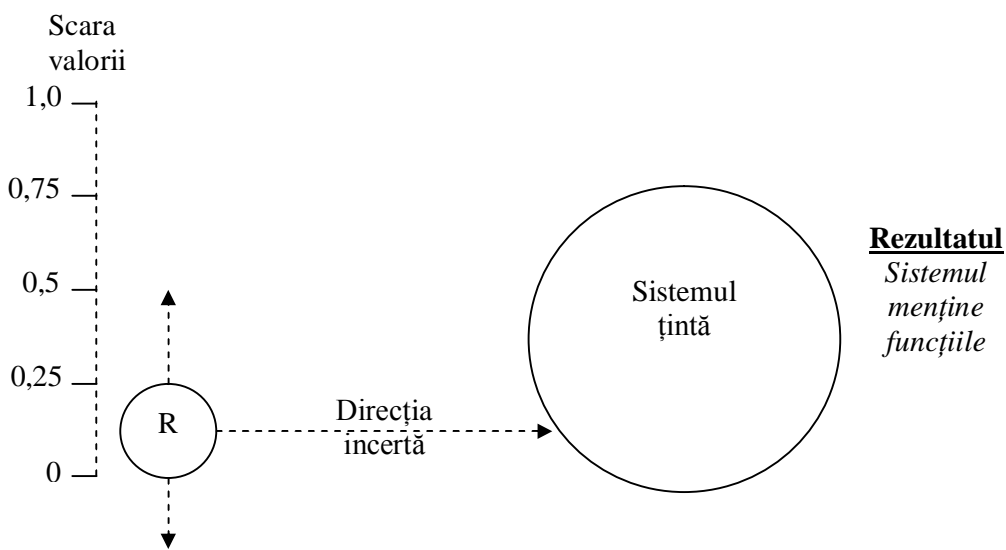 Scara
valorii
1,0
0,75
0,5
0,25
0
R
Direcția
incertă
Sistemul
țintă
Rezultatul
Sistemul
menține
funcțiile